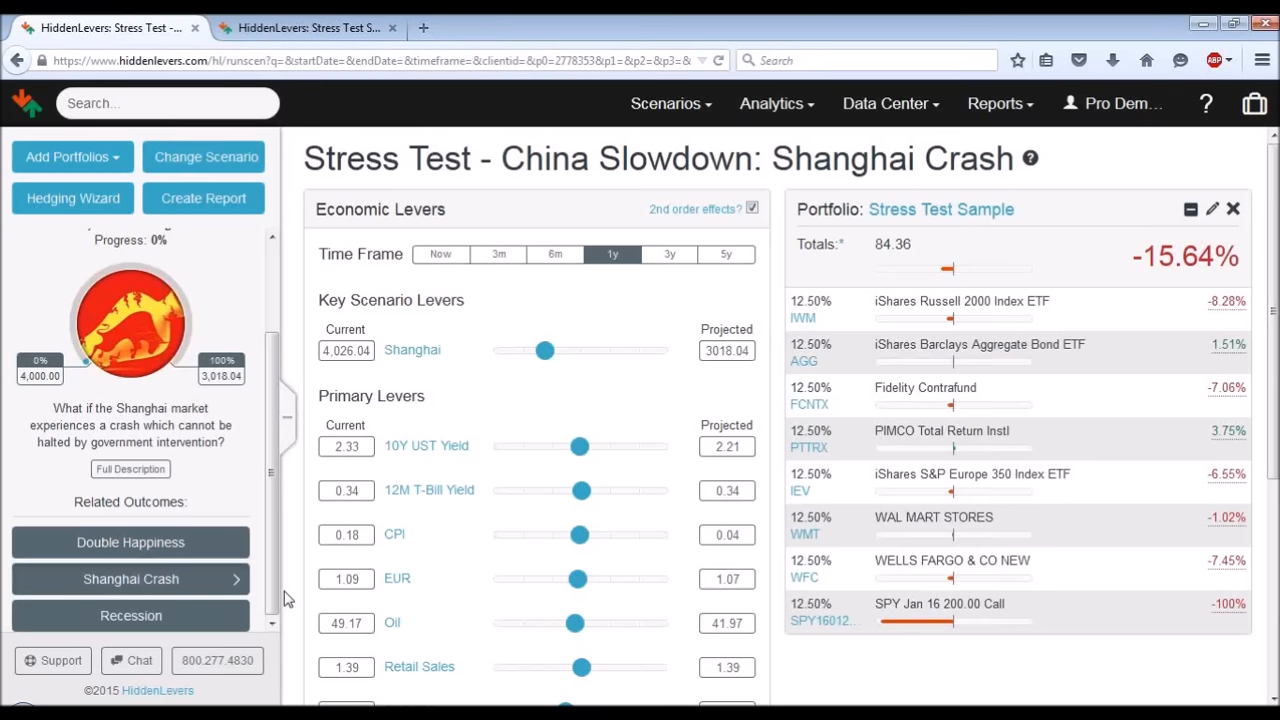 HiddenLevers: Stress Test -...
HiddenLevers: Stress Test S...
https://www.hiddenlevers.com/hl/runscen?q=&startDate=&endDate=&timeframe=&clientid=&p0=2778353&p1=&p2=&p3=&
Search
ABP
Search...
Scenarios
Analytics
Data Center
Reports
Pro Dem...
?
Add Portfolios
Change Scenario
Hedging Wizard
Create Report
Progress: 0%
0%
100%
4,000.00
3,018.04
What if the Shanghai market
experiences a crash which cannot be
halted by government intervention?
Full Description
Related Outcomes:
Double Happiness
Shanghai Crash
Recession
Support
Chat
800.277.4830
©2015 HiddenLevers
Stress Test - China Slowdown: Shanghai Crash ?
Economic Levers
2nd order effects?
Time Frame
Now
3m
6m
1y
3y
5y
Key Scenario Levers
Current
Projected
4,026.04
Shanghai
3018.04
Primary Levers
Current
Projected
2.33
10Y UST Yield
2.21
0.34
12M T-Bill Yield
0.34
0.18
CPI
0.04
1.09
EUR
1.07
49.17
Oil
41.97
1.39
Retail Sales
1.39
Portfolio: Stress Test Sample
Totals:*
84.36
-15.64%
12.50%
iShares Russell 2000 Index ETF
-8.28%
IWM
12.50%
iShares Barclays Aggregate Bond ETF
1.51%
AGG
12.50%
Fidelity Contrafund
-7.06%
FCNTX
12.50%
PIMCO Total Return Instl
3.75%
PTTRX
12.50%
iShares S&P Europe 350 Index ETF
-6.55%
IEV
12.50%
WAL MART STORES
-1.02%
WMT
12.50%
WELLS FARGO & CO NEW
-7.45%
WFC
12.50%
SPY Jan 16 200.00 Call
-100%
SPY16012...